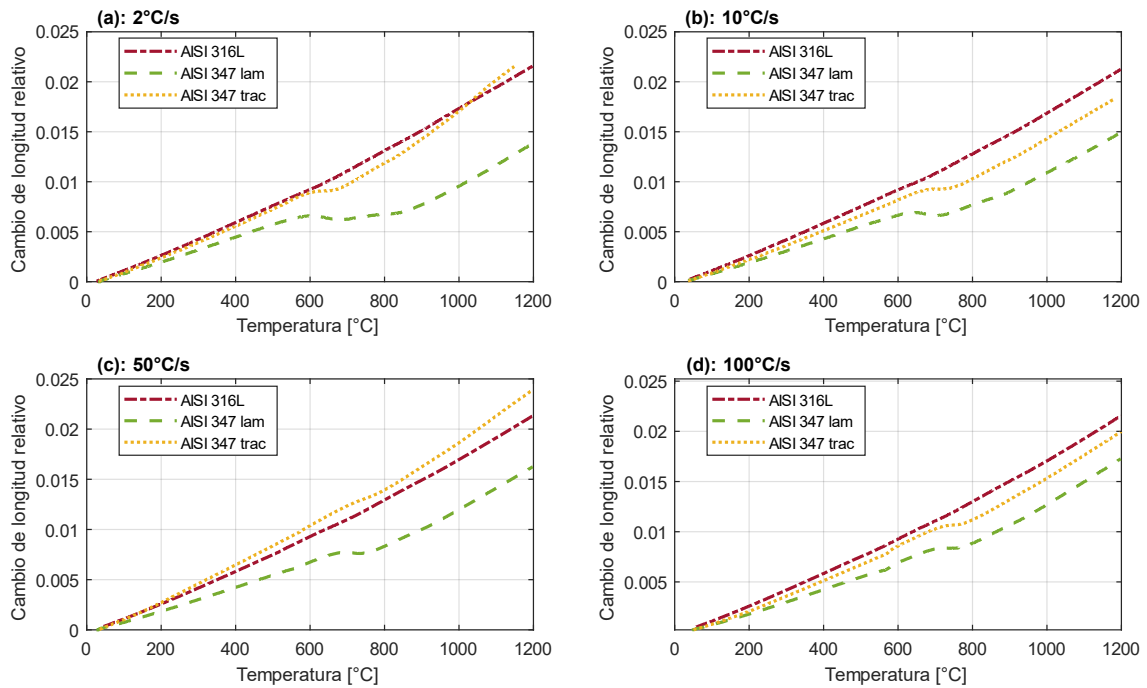 (a): 2°C/s
0.025
0.02
0.015
0.01
0.005
0
Cambio de longitud relativo
AISI 316L
AISI 347 lam
AISI 347 trac
0 200 400 600 800 1000 1200
Temperatura [°C]
(b): 10°C/s
0.025
0.02
0.015
0.01
0.005
0
Cambio de longitud relativo
AISI 316L
AISI 347 lam
AISI 347 trac
0 200 400 600 800 1000 1200
Temperatura [°C]
(c): 50°C/s
0.025
0.02
0.015
0.01
0.005
0
Cambio de longitud relativo
AISI 316L
AISI 347 lam
AISI 347 trac
0 200 400 600 800 1000 1200
Temperatura [°C]
(d): 100°C/s
0.025
0.02
0.015
0.01
0.005
Cambio de longitud relativo
AISI 316L
AISI 347 lam
AISI 347 trac
0 200 400 600 800 1000 1200
Temperatura [°C]